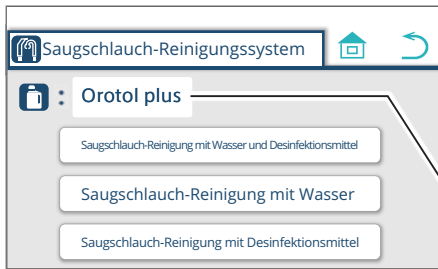 Saugschlauch-Reinigungssystem
: Orotol plus
Saugschlauch-Reinigung mit Wasser und Desinfektionsmittel
Saugschlauch-Reinigung mit Wasser
Saugschlauch-Reinigung mit Desinfektionsmittel